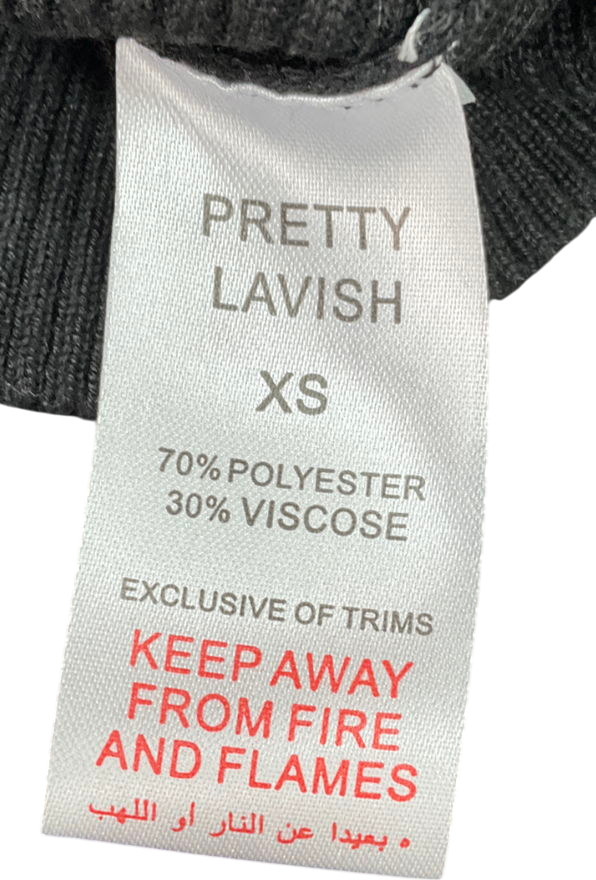 PRETTY
LAVISH
XS
70% POLYESTER
30% VISCOSE
EXCLUSIVE OF TRIMS
KEEP AWAY
FROM FIRE
AND FLAMES
ه بعيدا عن النار او اللهب